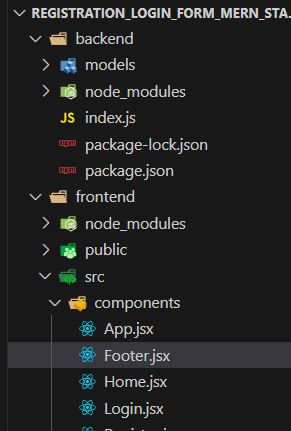 REGISTRATION_LOGIN_FORM_MERN_STA...
backend
models
node_modules
JS index.js
package-lock.json
package.json
frontend
node_modules
public
src
components
App.jsx
Footer.jsx
Home.jsx
Login.jsx